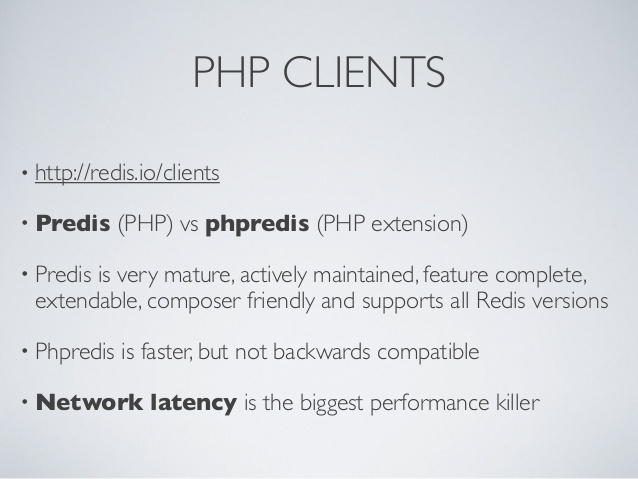 PHP CLIENTS
• http://redis.io/clients
• Predis (PHP) vs phpredis (PHP extension)
• Predis is very mature, actively maintained, feature complete,
extendable, composer friendly and supports all Redis versions
• Phpredis is faster, but not backwards compatible
• Network latency is the biggest performance killer